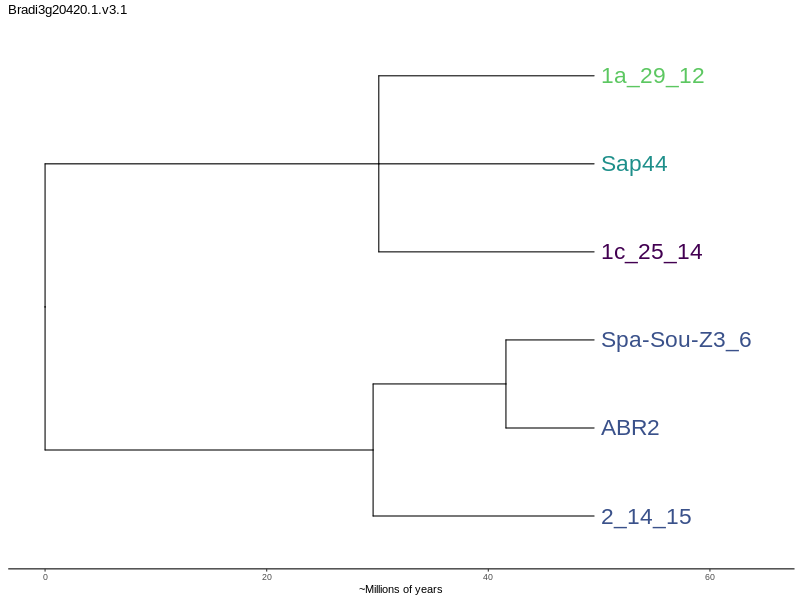 Bradi3g20420.1.v3.1
1a_29_12
Sap44
1c_25_14
Spa-Sou-Z3_6
ABR2
2_14_15
0 20 40 60
~Millions of years